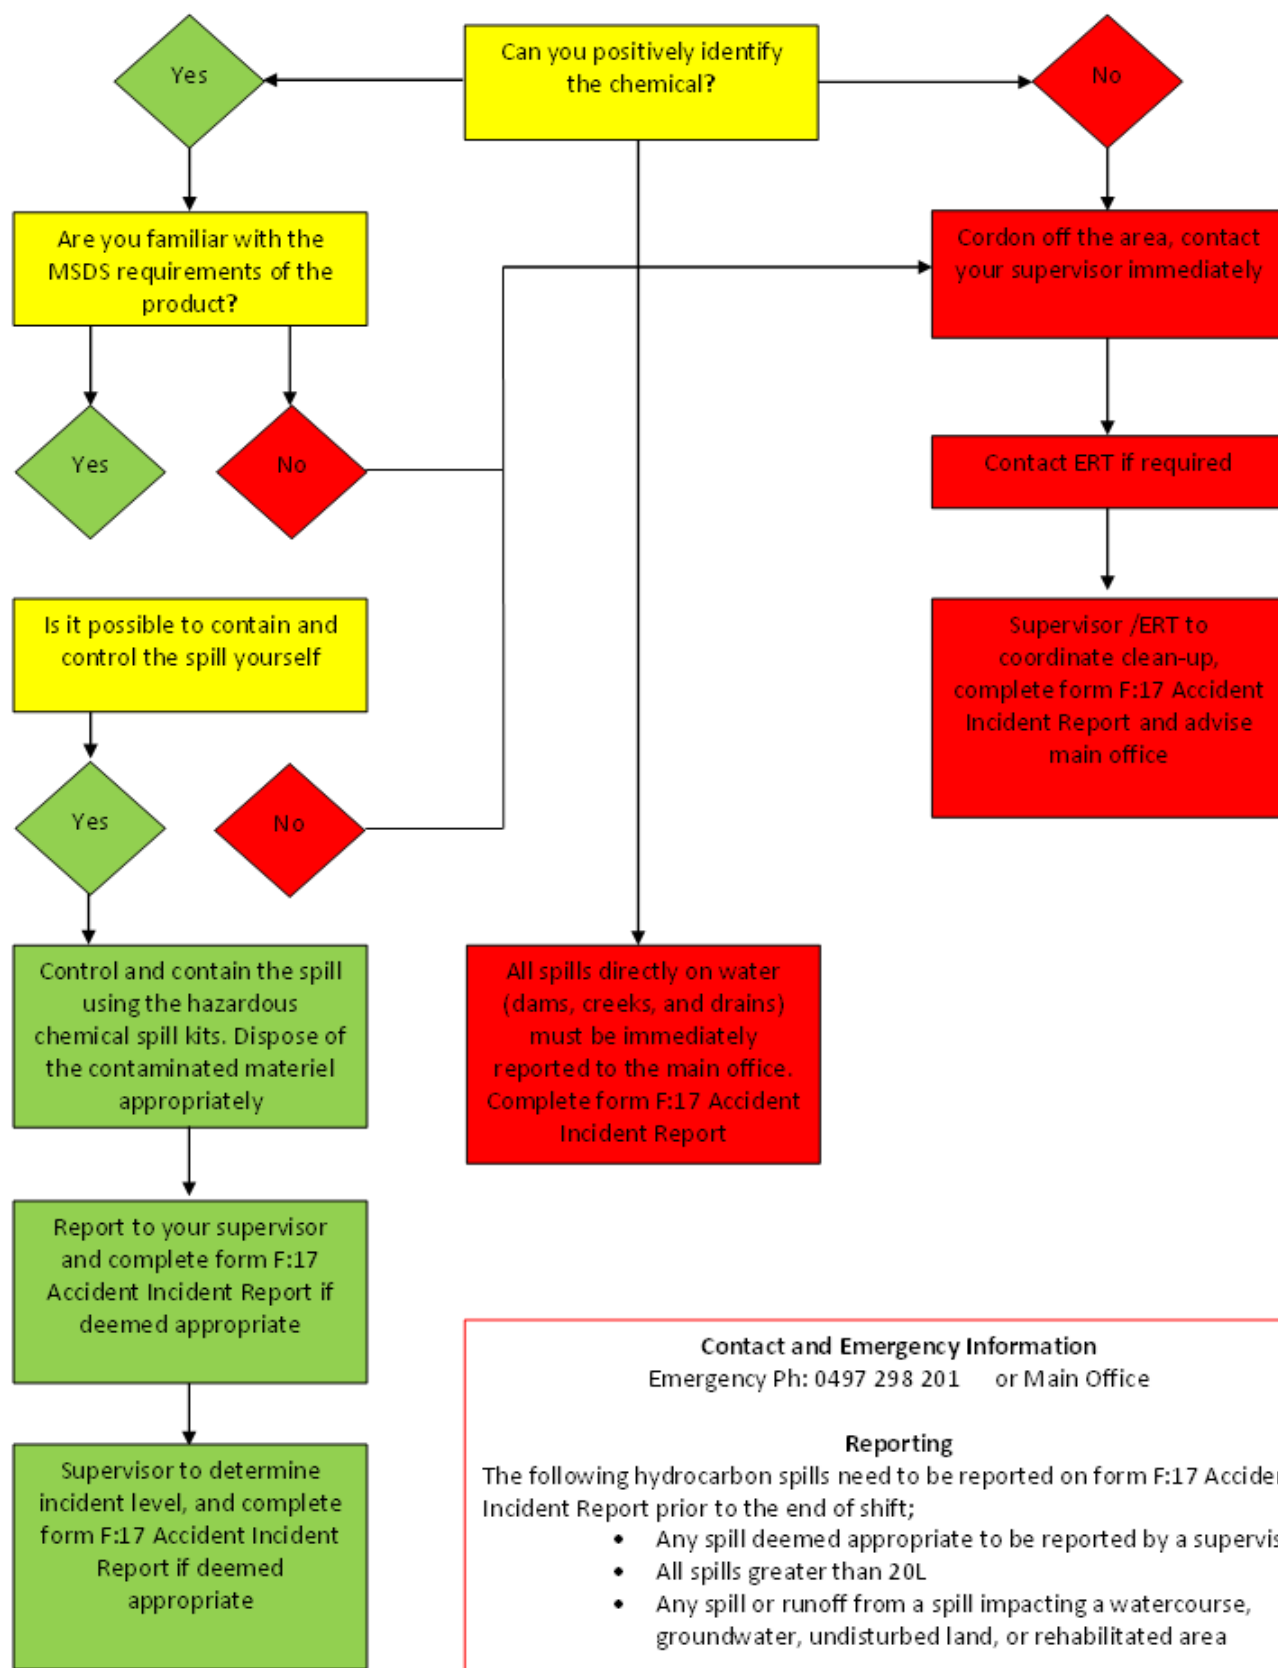 Can you positively identify
the chemical?
Yes
No
Are you familiar with the
MSDS requirements of the
product?
Cordon off the area, contact
your supervisor immediately
Yes
No
Contact ERT if required
Is it possible to contain and
control the spill yourself
Supervisor /ERT to
coordinate clean-up,
complete form F:17 Accident
Incident Report and advise
main office
Yes
No
Control and contain the spill
using the hazardous
chemical spill kits. Dispose of
the contaminated materiel
appropriately
All spills directly on water
(dams, creeks, and drains)
must be immediately
reported to the main office.
Complete form F:17 Accident
Incident Report
Report to your supervisor
and complete form F:17
Accident Incident Report if
deemed appropriate
Supervisor to determine
incident level, and complete
form F:17 Accident Incident
Report if deemed
appropriate
Contact and Emergency Information
Emergency Ph: 0497 298 201 or Main Office
Reporting
The following hydrocarbon spills need to be reported on form F:17
Incident Report prior to the end of shift;
• Any spill deemed appropriate to be reported by a
• All spills greater than 20L
• Any spill or runoff from a spill impacting a watercourse,
groundwater, undisturbed land, or rehabilitated area